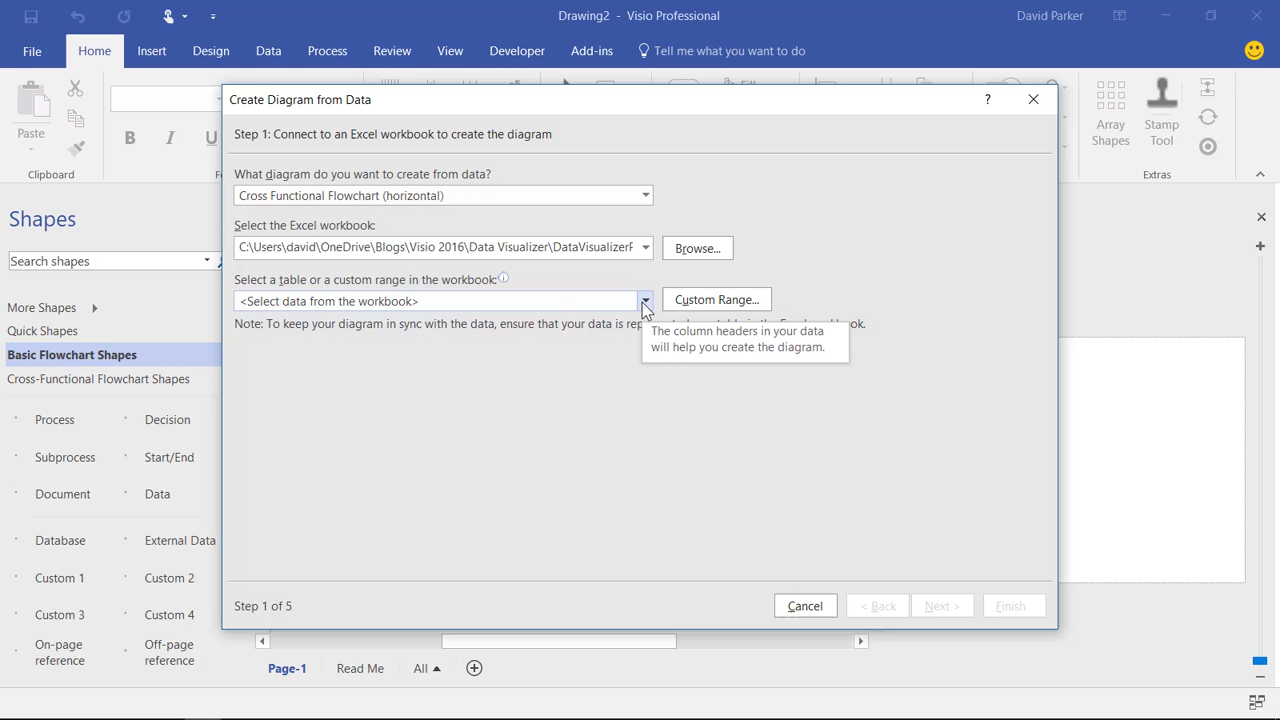 Drawing2 - Visio Professional
David Parker
File Home Insert Design Data Process Review View Developer Add-ins Tell me what you want to do
Paste
B I U
Clipboard
Array Shapes
Stamp Tool
Extras
Create Diagram from Data
?
Step 1: Connect to an Excel workbook to create the diagram
What diagram do you want to create from data?
Cross Functional Flowchart (horizontal)
Select the Excel workbook:
C:\Users\david\OneDrive\Blogs\Visio 2016\Data Visualizer\DataVisualizerF
Browse...
Select a table or a custom range in the workbook:
<Select data from the workbook>
Custom Range...
Note: To keep your diagram in sync with the data, ensure that your data is
The column headers in your data
will help you create the diagram.
Step 1 of 5
Cancel
< Back
Next >
Finish
Shapes
Search shapes
More Shapes
Quick Shapes
Basic Flowchart Shapes
Cross-Functional Flowchart Shapes
Process Decision
Subprocess Start/End
Document Data
Database External Data
Custom 1 Custom 2
Custom 3 Custom 4
On-page reference
Off-page reference
Page-1 Read Me All